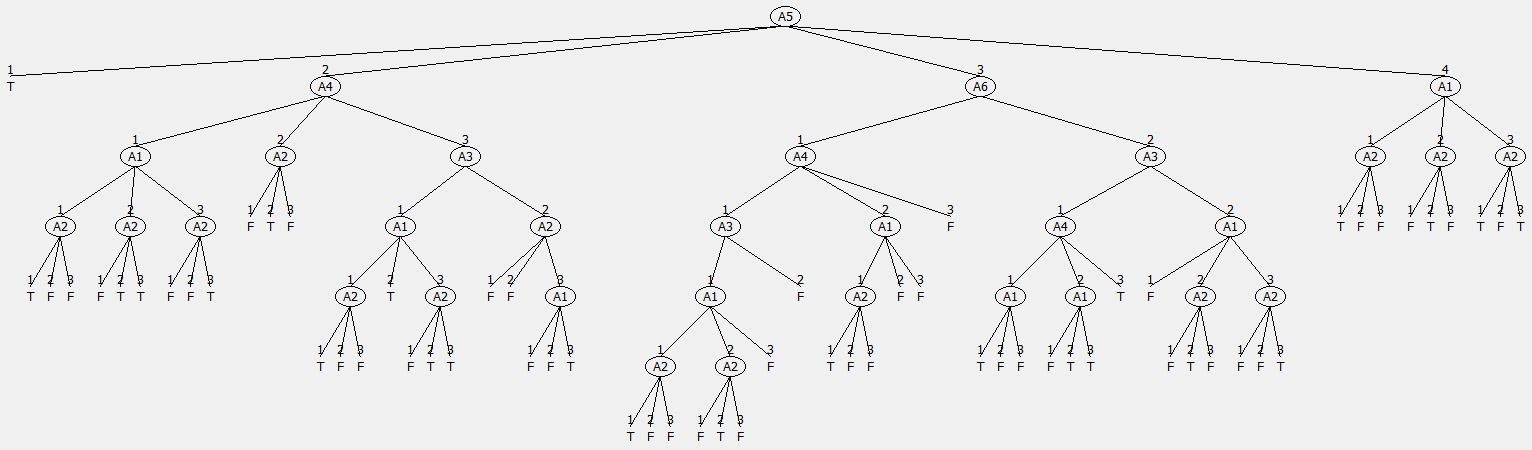 A5
1 2 3 4
T A4 A6 A1
1 2 3 1 2 1 2 3
A1 A2 A3 A4 A3 A2 A2 A2
1 2 3 1 2 3 1 2 1 2 3 1 2 1 2 3 1 2 3 1 2 3
A2 A2 A2 F T F A1 A2 A3 A1 F A4 A1 T F F F T F T F T
1 2 3 1 2 3 1 2 3 1 2 3 1 2 3 1 2 1 2 3 1 2 3 1 2 3
T F F F T T F F T A2 T A2 F F A1 A1 F A2 F F A1 A1 T F A2 A2
1 2 3 1 2 3 1 2 3 1 2 3 1 2 3 1 2 3 1 2 3 1 2 3 1 2 3
T F F F T T F F T A2 A2 F T F F T F F F T T F T F F F T
1 2 3 1 2 3
T F F F T F